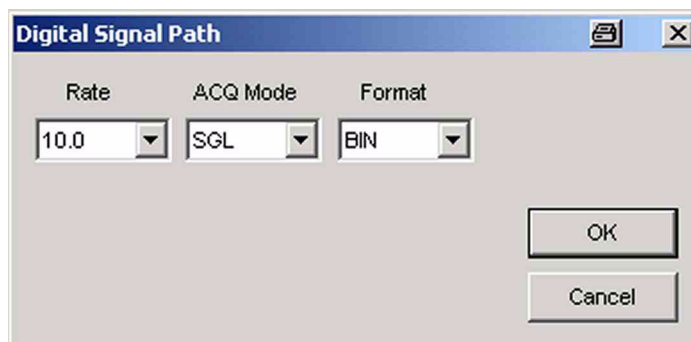 Digital Signal Path
Rate ACQ Mode Format
10.0 SGL BIN
OK
Cancel